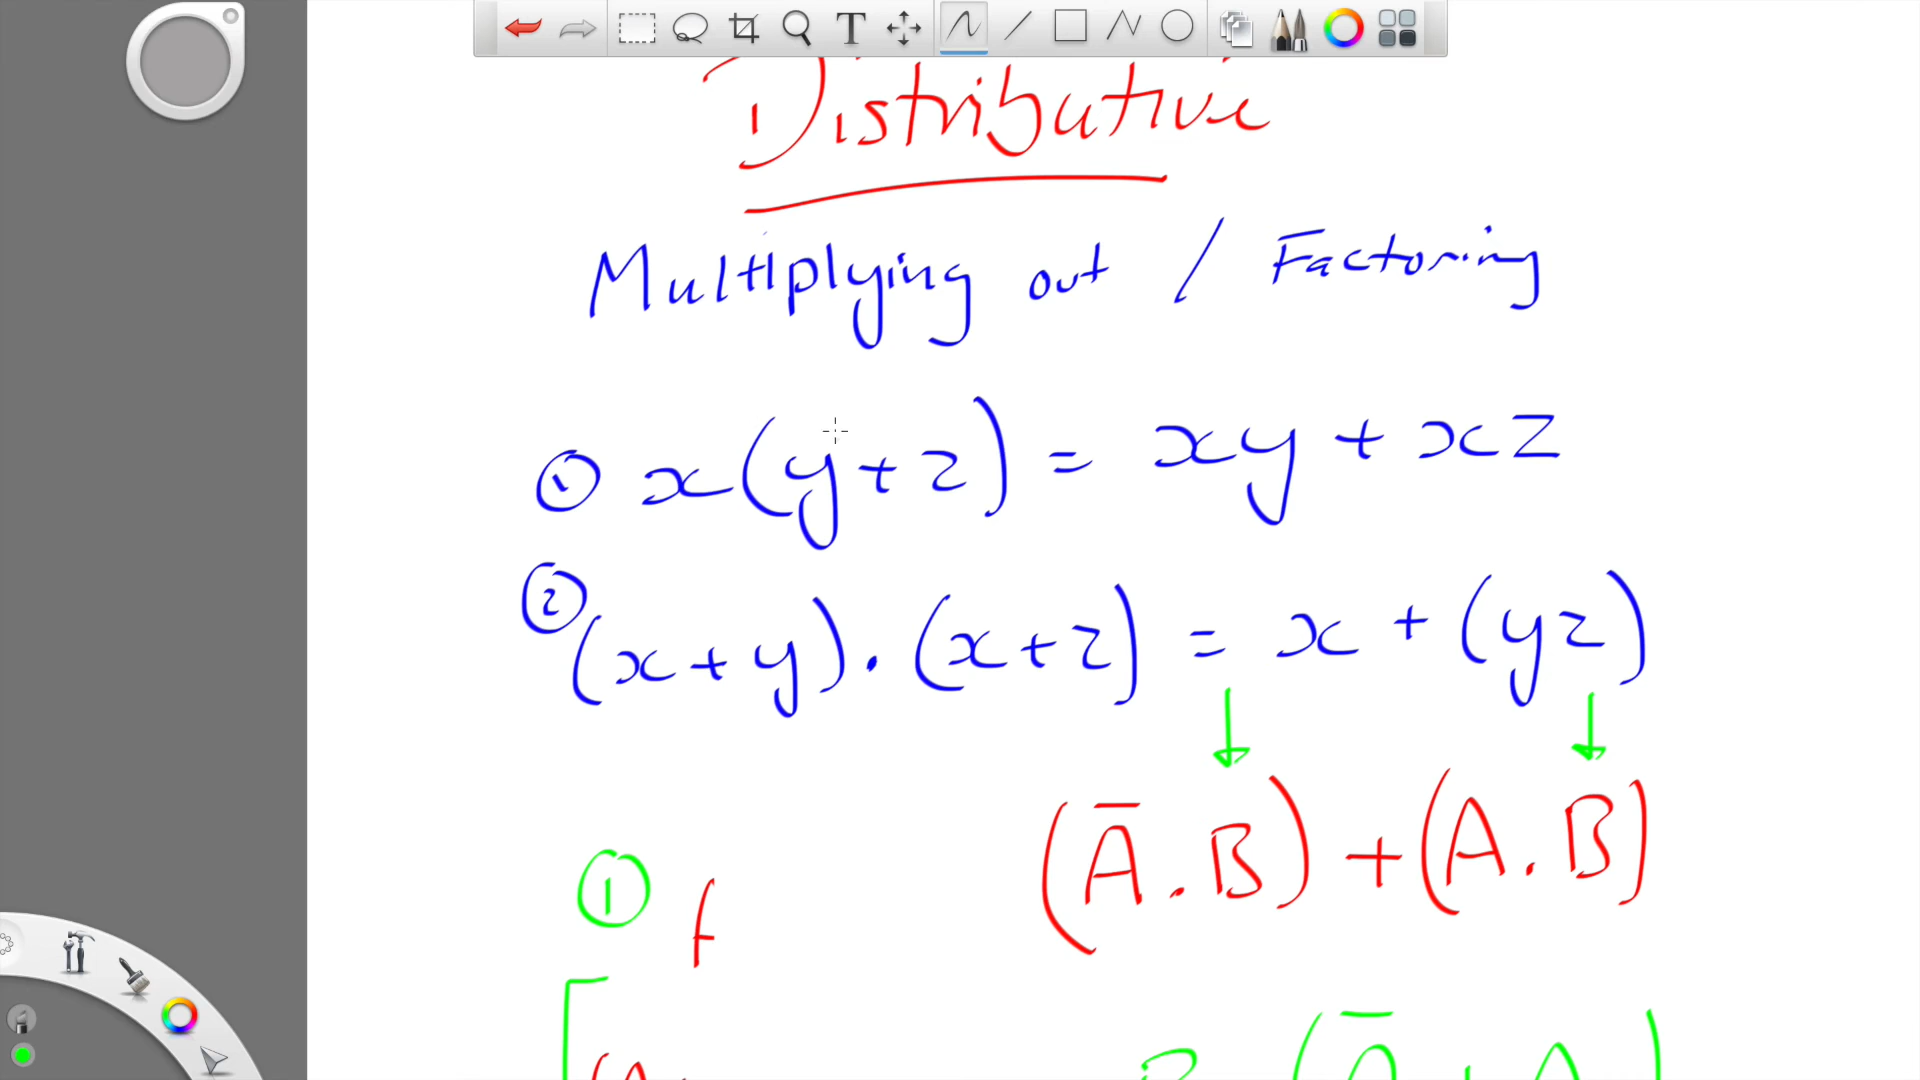 Distributive
Multiplying out / Factoring
① x(y+z) = xy + xz
② (x+y).(x+z) = x + (yz)
↓ ↓
(A̅.B) + (A.B)
① f